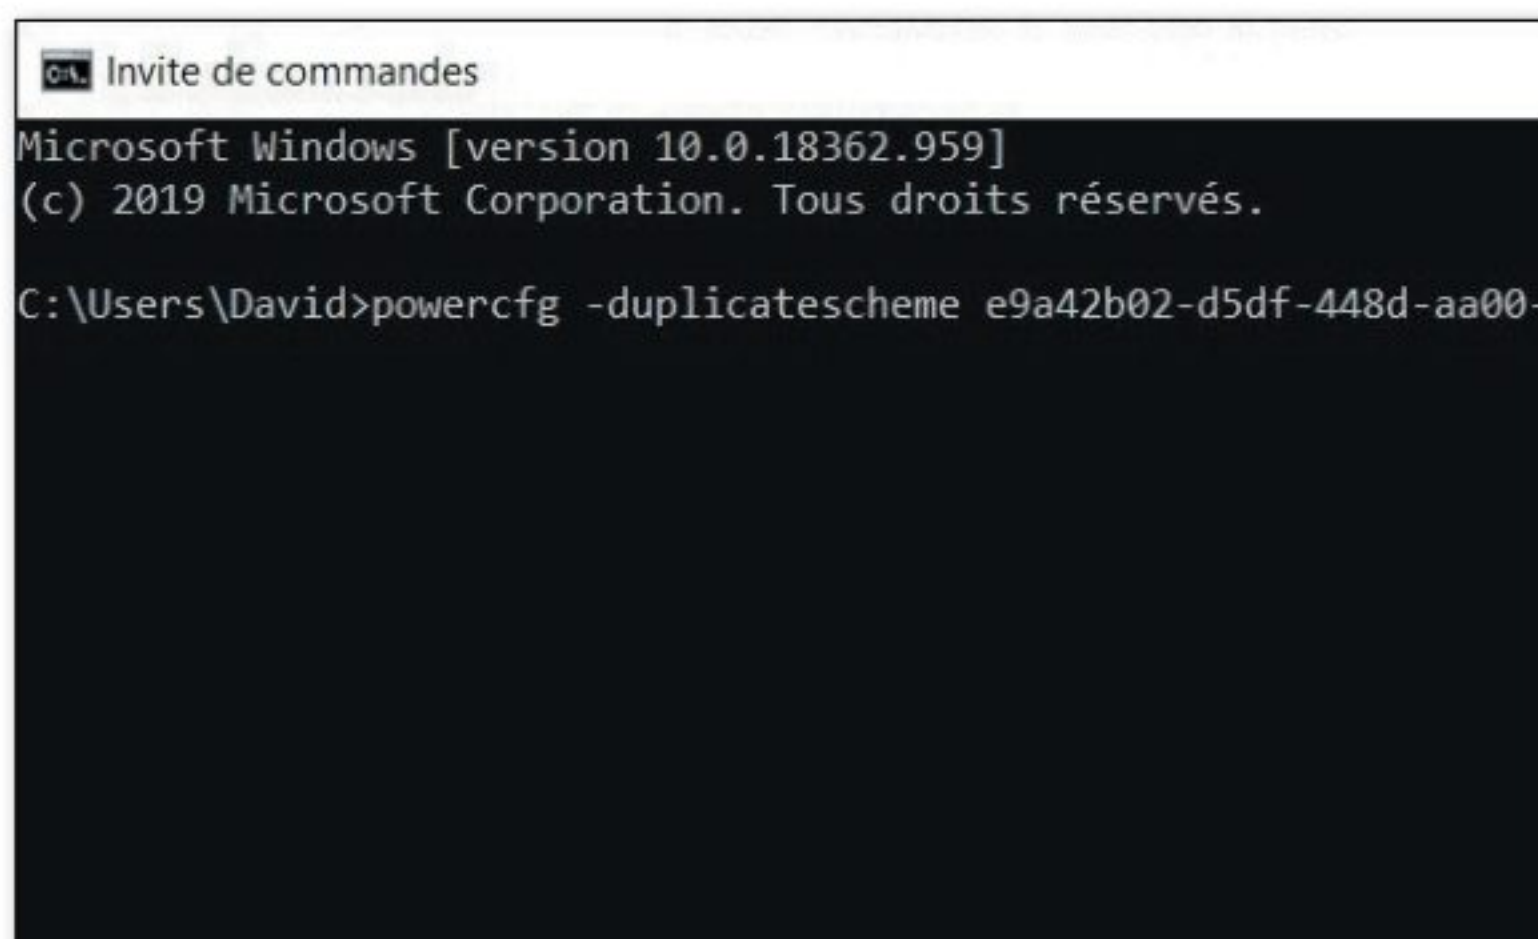 Invite de commandes
Microsoft Windows [version 10.0.18362.959]
(c) 2019 Microsoft Corporation. Tous droits réservés.
C:\Users\David>powercfg -duplicatescheme e9a42b02-d5df-448d-aa00-